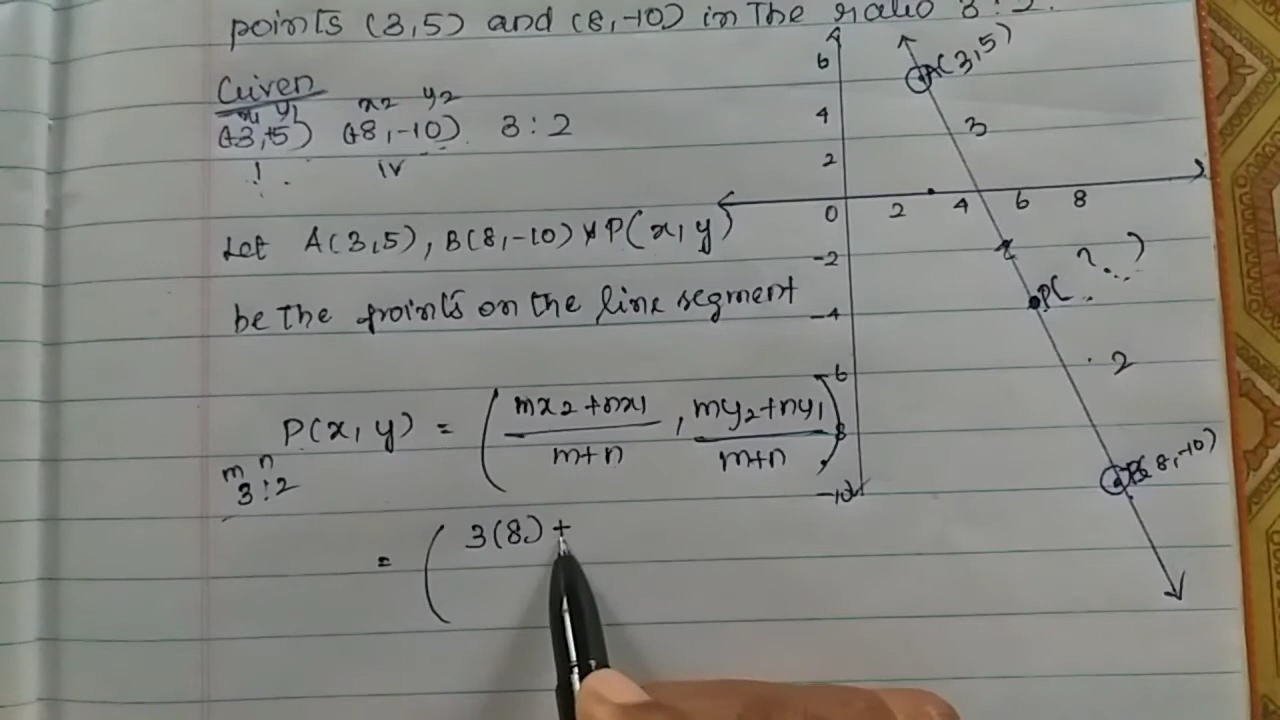 points (3,5) and (8,-10) in the ratio 3:2.
Given
x1 y1 x2 y2
(+3,+5) (+8,-10) 3:2
I. IV
Let A(3,5), B(8,-10) & P(x,y)
be the points on the line segment
P(x,y) = (mx2+nx1/m+n, my2+ny1/m+n)
m n
3:2
= (3(8)+
6
4
2
0 2 4 6 8
-2
-4
-6
-8
-10
A(3,5)
3
P( ?...)
2
B(8,-10)